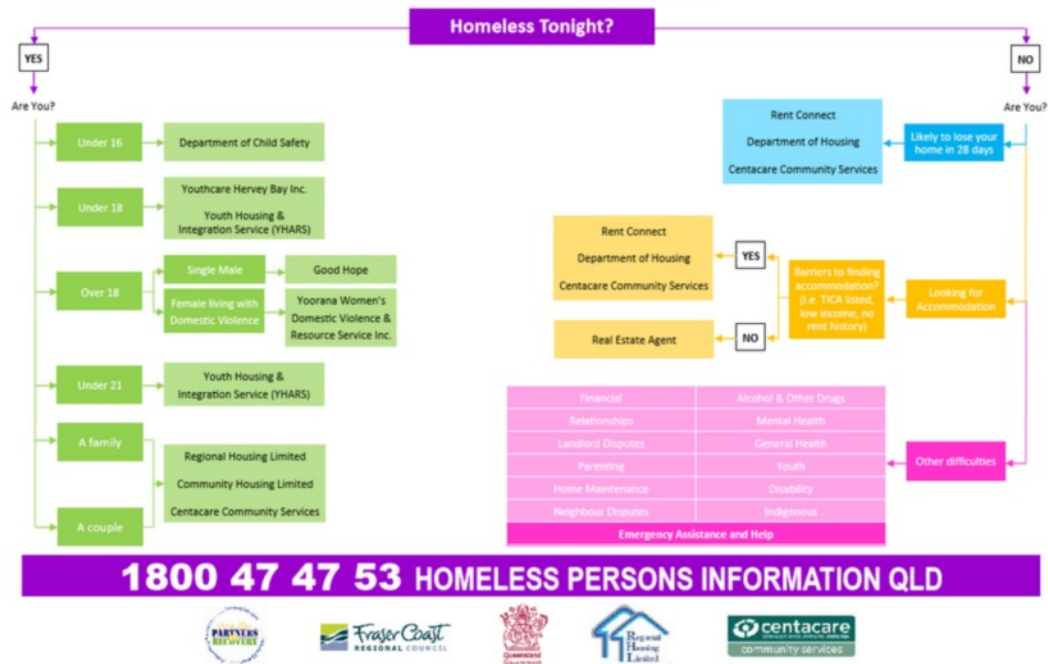 Homeless Tonight?
YES
NO
Are You?
Are You?
Under 16
Department of Child Safety
Under 18
Youthcare Hervey Bay Inc.
Youth Housing &
Integration Service (YHARS)
Over 18
Single Male
Good Hope
Female living with
Domestic Violence
Yoorana Women's
Domestic Violence &
Resource Service Inc.
Under 21
Youth Housing &
Integration Service (YHARS)
A family
A couple
Regional Housing Limited
Community Housing Limited
Centacare Community Services
Rent Connect
Department of Housing
Centacare Community Services
Likely to lose your
home in 28 days
Rent Connect
Department of Housing
Centacare Community Services
YES
Real Estate Agent
NO
Barriers to finding
accommodation?
(i.e. TICA listed,
low income, no
rent history)
Looking for
Accommodation
Financial
Alcohol & Other Drugs
Relationships
Mental Health
Landlord Disputes
General Health
Parenting
Youth
Home Maintenance
Disability
Neighbour Disputes
Indigenous
Emergency Assistance and Help
Other difficulties
1800 47 47 53 HOMELESS PERSONS INFORMATION QLD
PARTNERS
RECOVERY
Fraser Coast
REGIONAL COUNCIL
Queensland
Government
Regional
Housing
Limited
centacare
community services